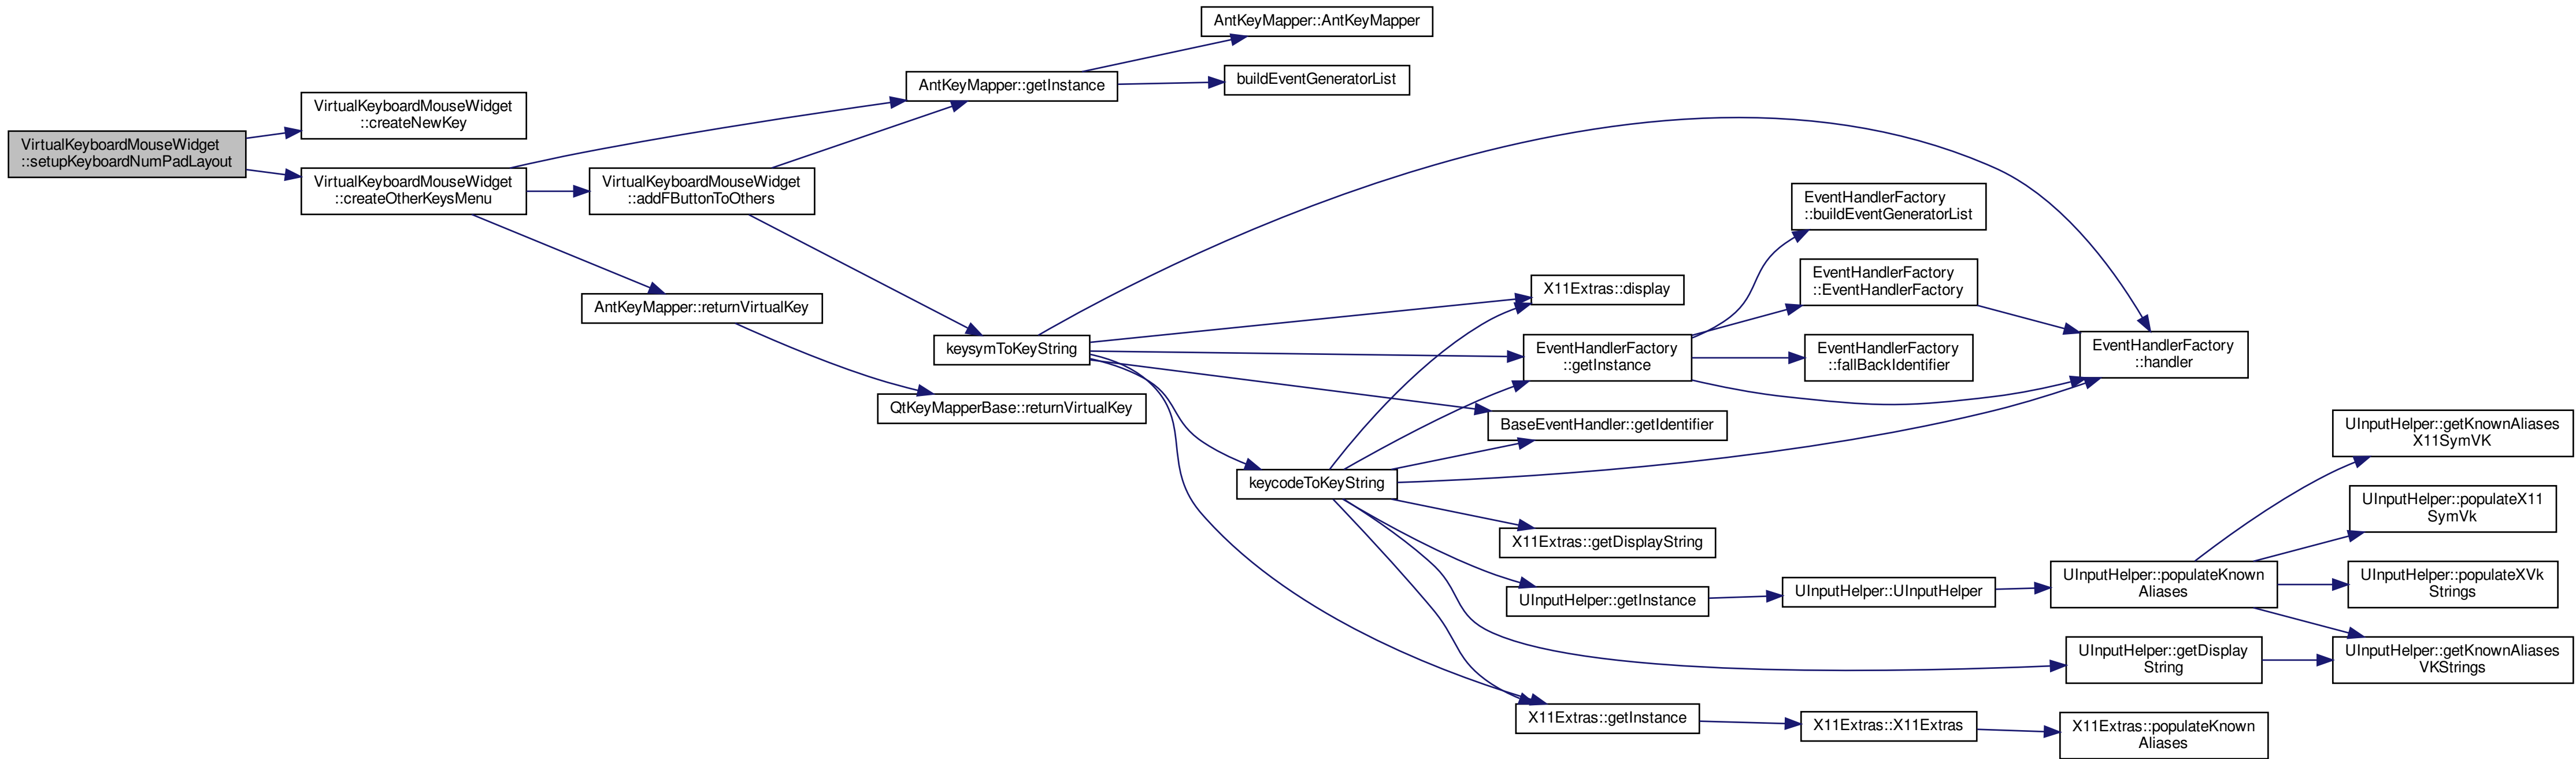 VirtualKeyboardMouseWidget
::setupKeyboardNumPadLayout
VirtualKeyboardMouseWidget
::createNewKey
VirtualKeyboardMouseWidget
::createOtherKeysMenu
VirtualKeyboardMouseWidget
::addFButtonToOthers
AntKeyMapper::returnVirtualKey
AntKeyMapper::getInstance
QtKeyMapperBase::returnVirtualKey
keysymToKeyString
AntKeyMapper::AntKeyMapper
buildEventGeneratorList
keycodeToKeyString
X11Extras::display
EventHandlerFactory
::getInstance
BaseEventHandler::getIdentifier
X11Extras::getDisplayString
UInputHelper::getInstance
X11Extras::getInstance
EventHandlerFactory
::buildEventGeneratorList
EventHandlerFactory
::EventHandlerFactory
EventHandlerFactory
::fallBackIdentifier
UInputHelper::UInputHelper
X11Extras::X11Extras
EventHandlerFactory
::handler
UInputHelper::populateKnown
Aliases
UInputHelper::getDisplay
String
X11Extras::populateKnown
Aliases
UInputHelper::getKnownAliases
X11SymVK
UInputHelper::populateX11
SymVk
UInputHelper::populateXVk
Strings
UInputHelper::getKnownAliases
VKStrings